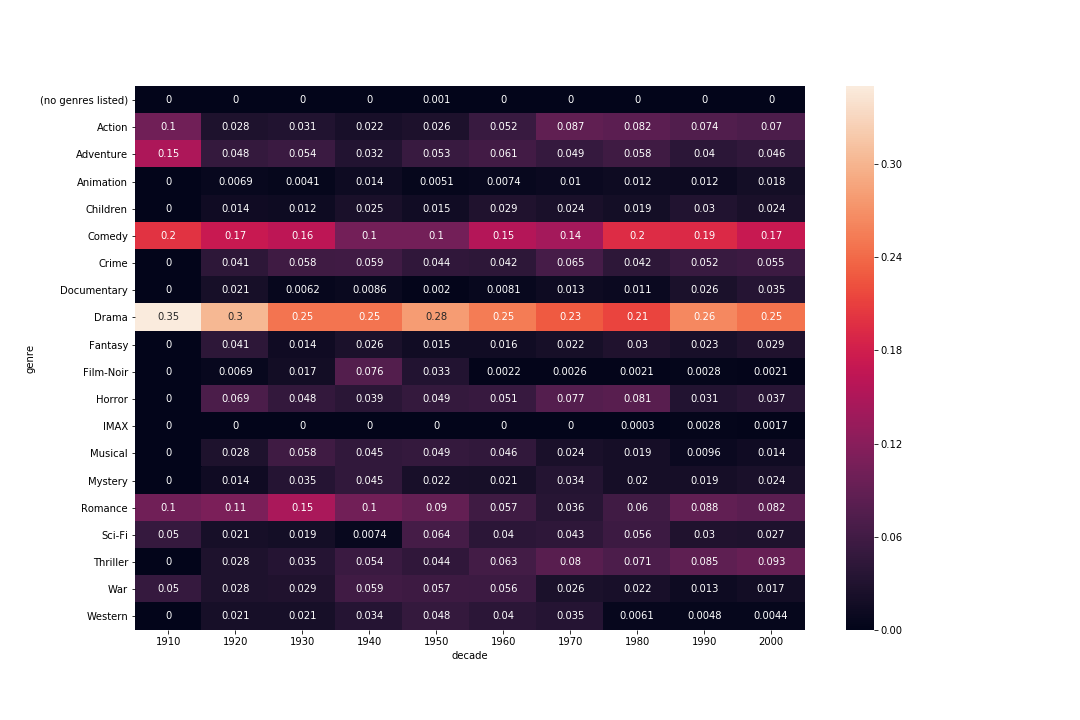 (no genres listed) 0 0 0 0 0.001 0 0 0 0 0
Action 0.1 0.028 0.031 0.022 0.026 0.052 0.087 0.082 0.074 0.07
Adventure 0.15 0.048 0.054 0.032 0.053 0.061 0.049 0.058 0.04 0.046
Animation 0 0.0069 0.0041 0.014 0.0051 0.0074 0.01 0.012 0.012 0.018
Children 0 0.014 0.012 0.025 0.015 0.029 0.024 0.019 0.03 0.024
Comedy 0.2 0.17 0.16 0.1 0.1 0.15 0.14 0.2 0.19 0.17
Crime 0 0.041 0.058 0.059 0.044 0.042 0.065 0.042 0.052 0.055
Documentary 0 0.021 0.0062 0.0086 0.002 0.0081 0.013 0.011 0.026 0.035
Drama 0.35 0.3 0.25 0.25 0.28 0.25 0.23 0.21 0.26 0.25
Fantasy 0 0.041 0.014 0.026 0.015 0.016 0.022 0.03 0.023 0.029
Film-Noir 0 0.0069 0.017 0.076 0.033 0.0022 0.0026 0.0021 0.0028 0.0021
Horror 0 0.069 0.048 0.039 0.049 0.051 0.077 0.081 0.031 0.037
IMAX 0 0 0 0 0 0 0 0.0003 0.0028 0.0017
Musical 0 0.028 0.058 0.045 0.049 0.046 0.024 0.019 0.0096 0.014
Mystery 0 0.014 0.035 0.045 0.022 0.021 0.034 0.02 0.019 0.024
Romance 0.1 0.11 0.15 0.1 0.09 0.057 0.036 0.06 0.088 0.082
Sci-Fi 0.05 0.021 0.019 0.0074 0.064 0.04 0.043 0.056 0.03 0.027
Thriller 0 0.028 0.035 0.054 0.044 0.063 0.08 0.071 0.085 0.093
War 0.05 0.028 0.029 0.059 0.057 0.056 0.026 0.022 0.013 0.017
Western 0 0.021 0.021 0.034 0.048 0.04 0.035 0.0061 0.0048 0.0044
1910 1920 1930 1940 1950 1960 1970 1980 1990 2000
decade
genre
0.30
0.24
0.18
0.12
0.06
0.00